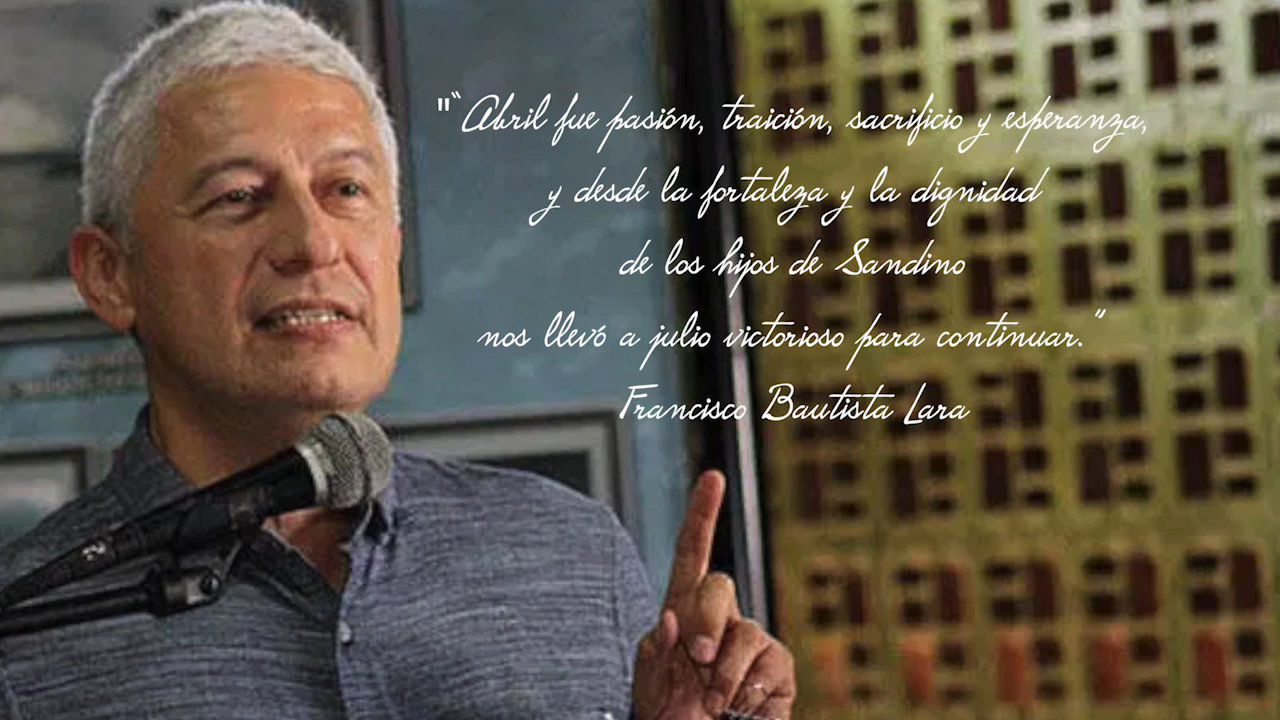 "“Abril fue pasión, traición, sacrificio y esperanza,
y desde la fortaleza y la dignidad
de los hijos de Sandino
nos llevó a julio victorioso para continuar.”
Francisco Bautista Lara